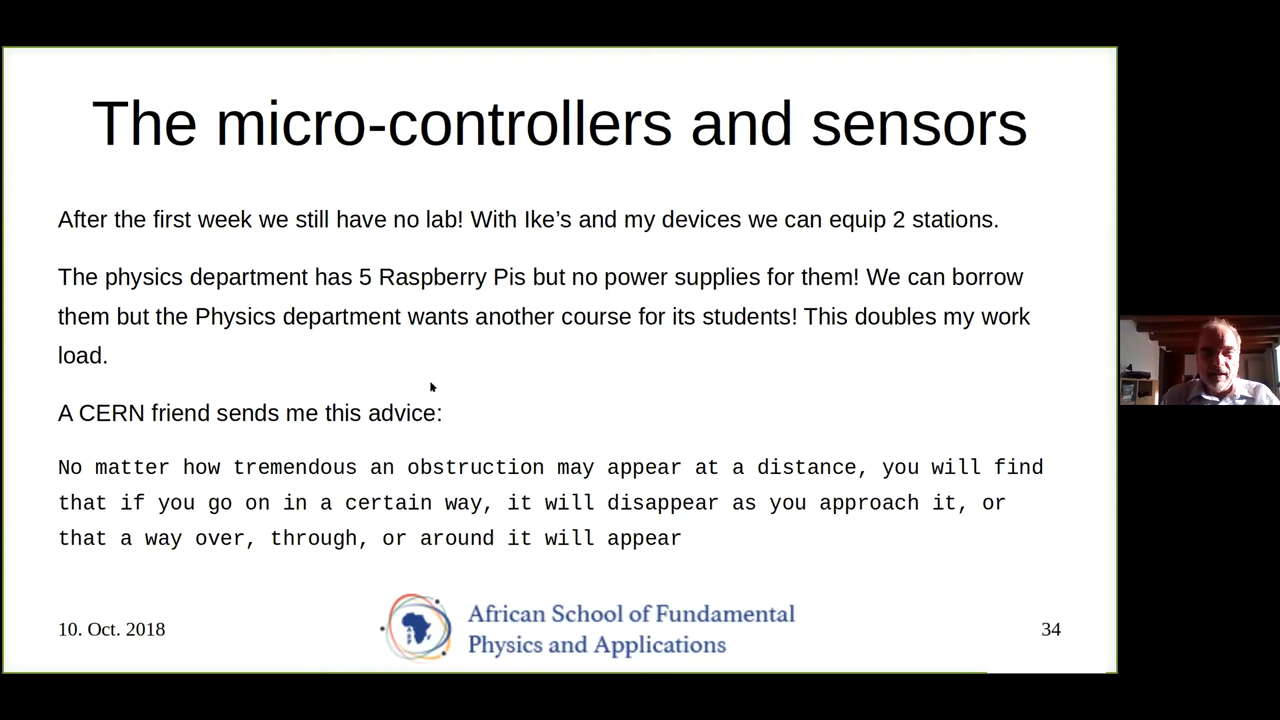 The micro-controllers and sensors
After the first week we still have no lab! With Ike’s and my devices we can equip 2 stations.
The physics department has 5 Raspberry Pis but no power supplies for them! We can borrow
them but the Physics department wants another course for its students! This doubles my work
load.
A CERN friend sends me this advice:
No matter how tremendous an obstruction may appear at a distance, you will find
that if you go on in a certain way, it will disappear as you approach it, or
that a way over, through, or around it will appear
10. Oct. 2018
African School of Fundamental
Physics and Applications
34